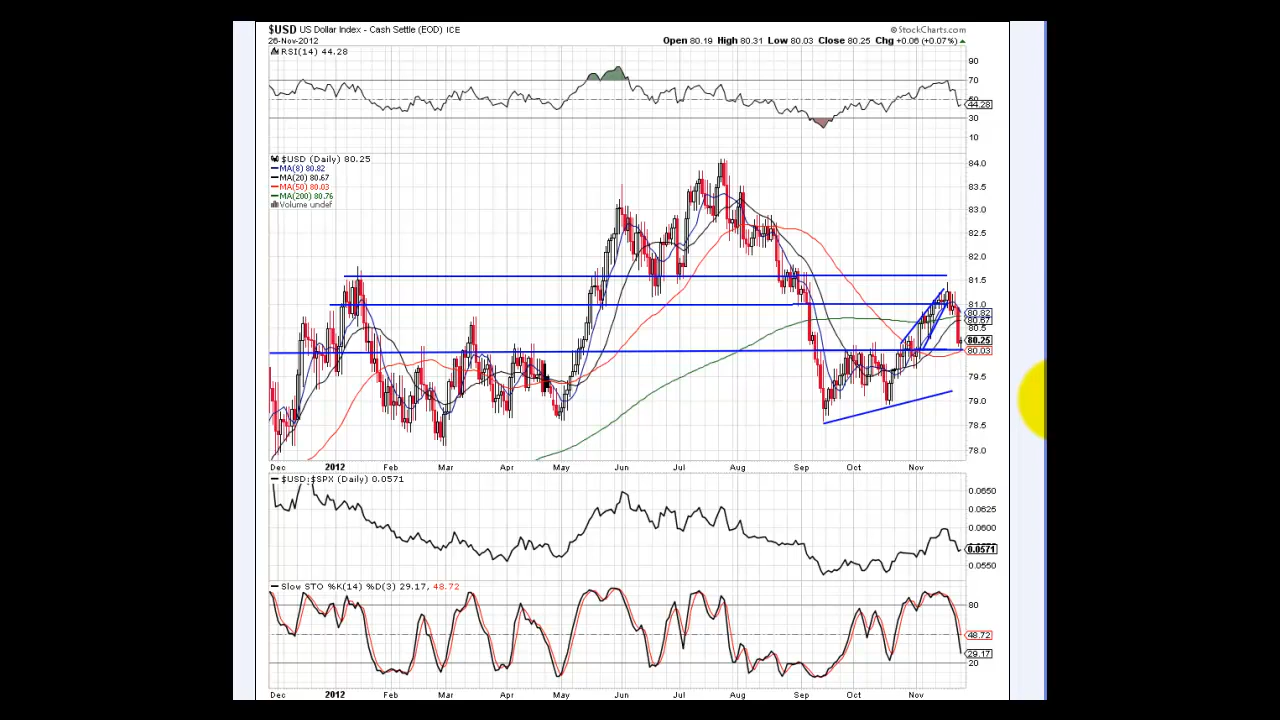 $USD US Dollar Index - Cash Settle (EOD) ICE
© StockCharts.com
26-Nov-2012
Open 80.19 High 80.31 Low 80.03 Close 80.25 Chg +0.06 (+0.07%)
RSI(14) 44.28
90
70
50
44.28
30
10
$USD (Daily) 80.25
MA(8) 80.82
MA(20) 80.67
MA(50) 80.03
MA(200) 80.76
Volume undef
84.0
83.5
83.0
82.5
82.0
81.5
81.0
80.82
80.67
80.5
80.25
80.03
79.5
79.0
78.5
78.0
Dec 2012 Feb Mar Apr May Jun Jul Aug Sep Oct Nov
$USD:$SPX (Daily) 0.0571
0.0650
0.0625
0.0600
0.0571
0.0550
Slow STO %K(14) %D(3) 29.17, 48.72
80
48.72
29.17
20
Dec 2012 Feb Mar Apr May Jun Jul Aug Sep Oct Nov